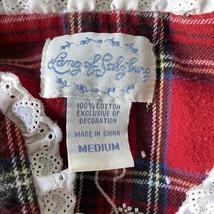 Lanz of Salzburg
100% COTTON
EXCLUSIVE OF
DECORATION
MADE IN CHINA
MEDIUM